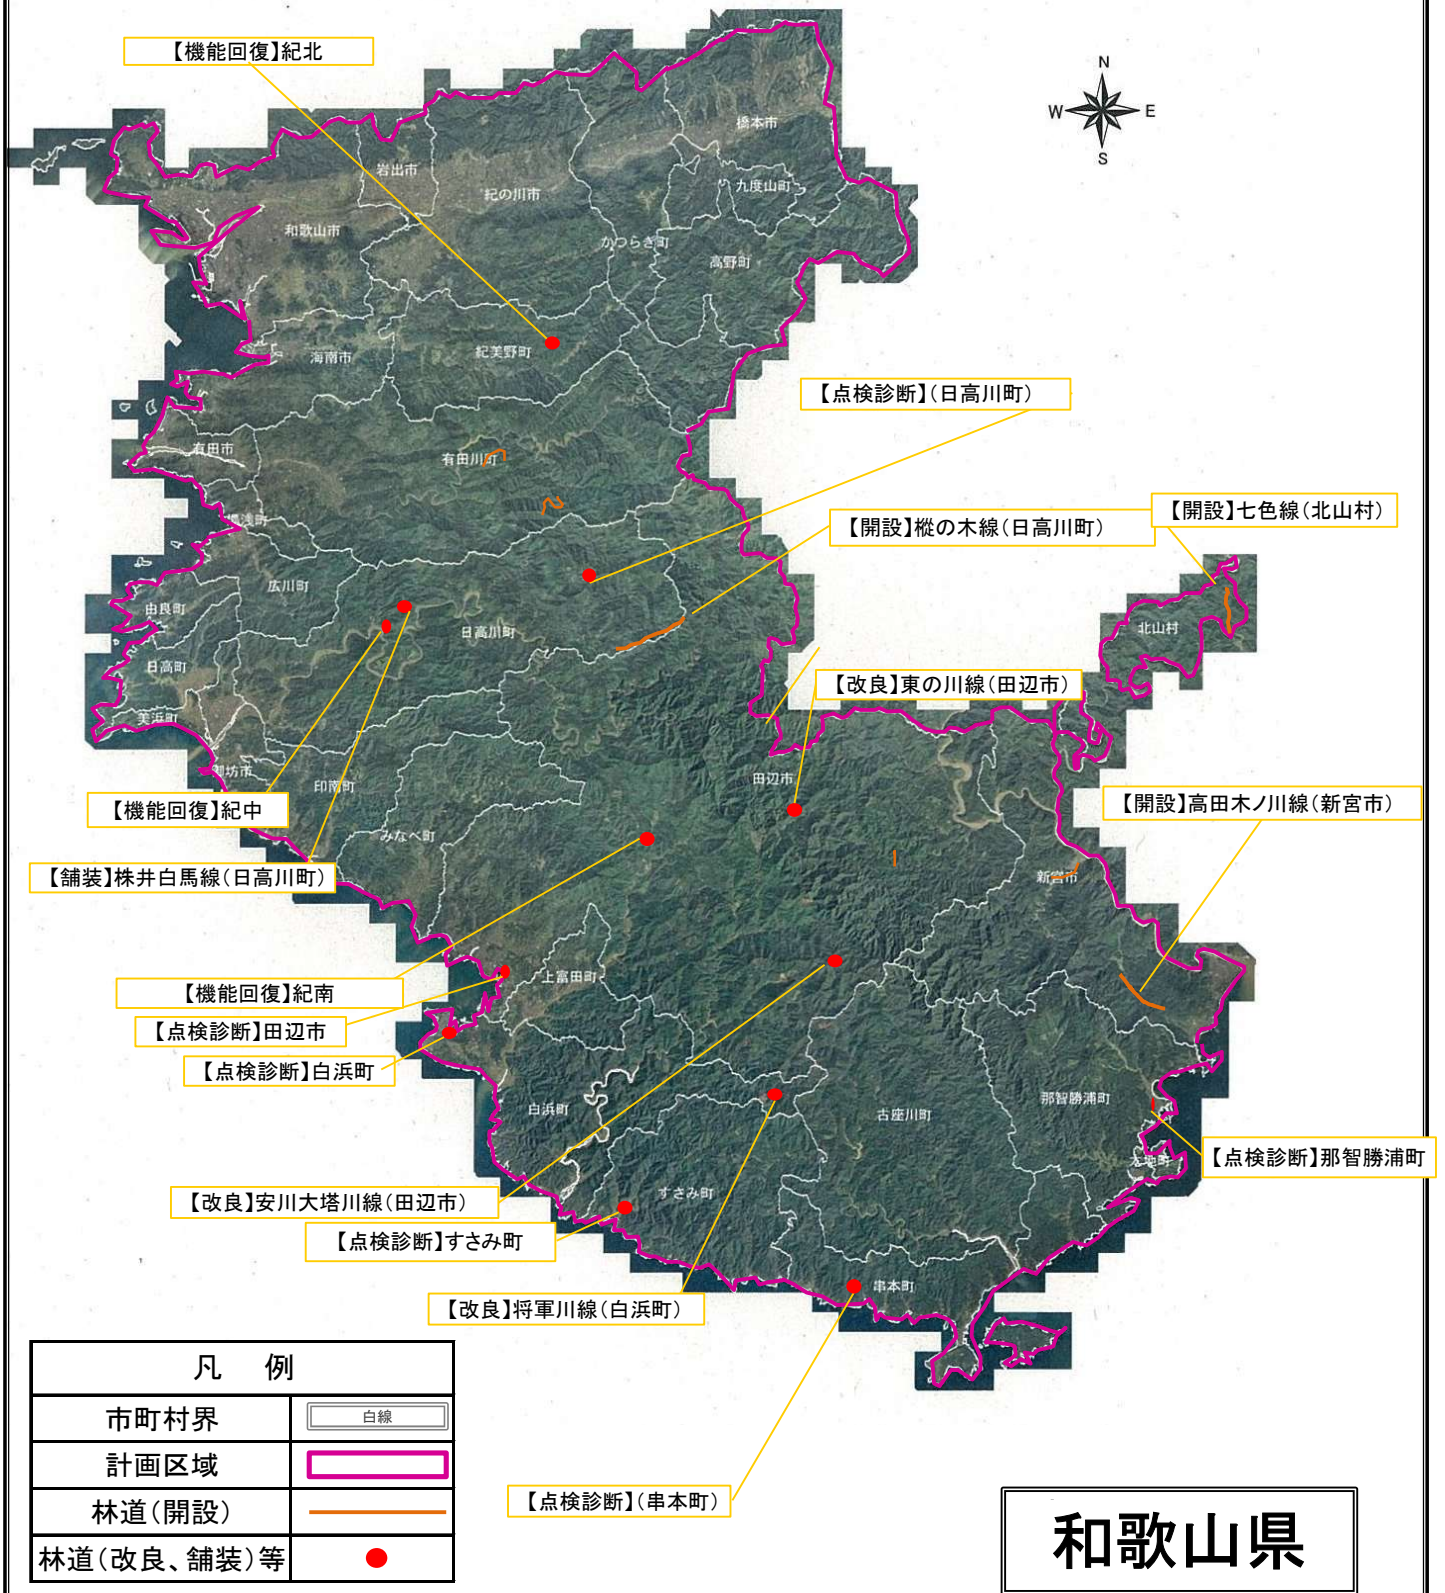 【機能回復】紀北
N
W
E
S
橋本市
岩出市
九度山町
紀の川市
和歌山市
かつらぎ町
高野町
海南市
紀美野町
【点検診断】(日高川町)
有田市
有田川町
【開設】七色線(北山村)
湯浅町
【開設】樅の木線(日高川町)
広川町
由良町
日高川町
北山村
日高町
【改良】東の川線(田辺市)
美浜町
御坊市
田辺市
印南町
【機能回復】紀中
【開設】高田木ノ川線(新宮市)
みなべ町
【舗装】株井白馬線(日高川町)
新宮市
上富田町
【機能回復】紀南
【点検診断】田辺市
【点検診断】白浜町
那智勝浦町
白浜町
古座川町
【点検診断】那智勝浦町
太地町
すさみ町
【改良】安川大塔川線(田辺市)
【点検診断】すさみ町
串本町
【改良】将軍川線(白浜町)
凡 例
市町村界
白線
計画区域
林道(開設)
林道(改良、舗装)等
【点検診断】(串本町)
和歌山県